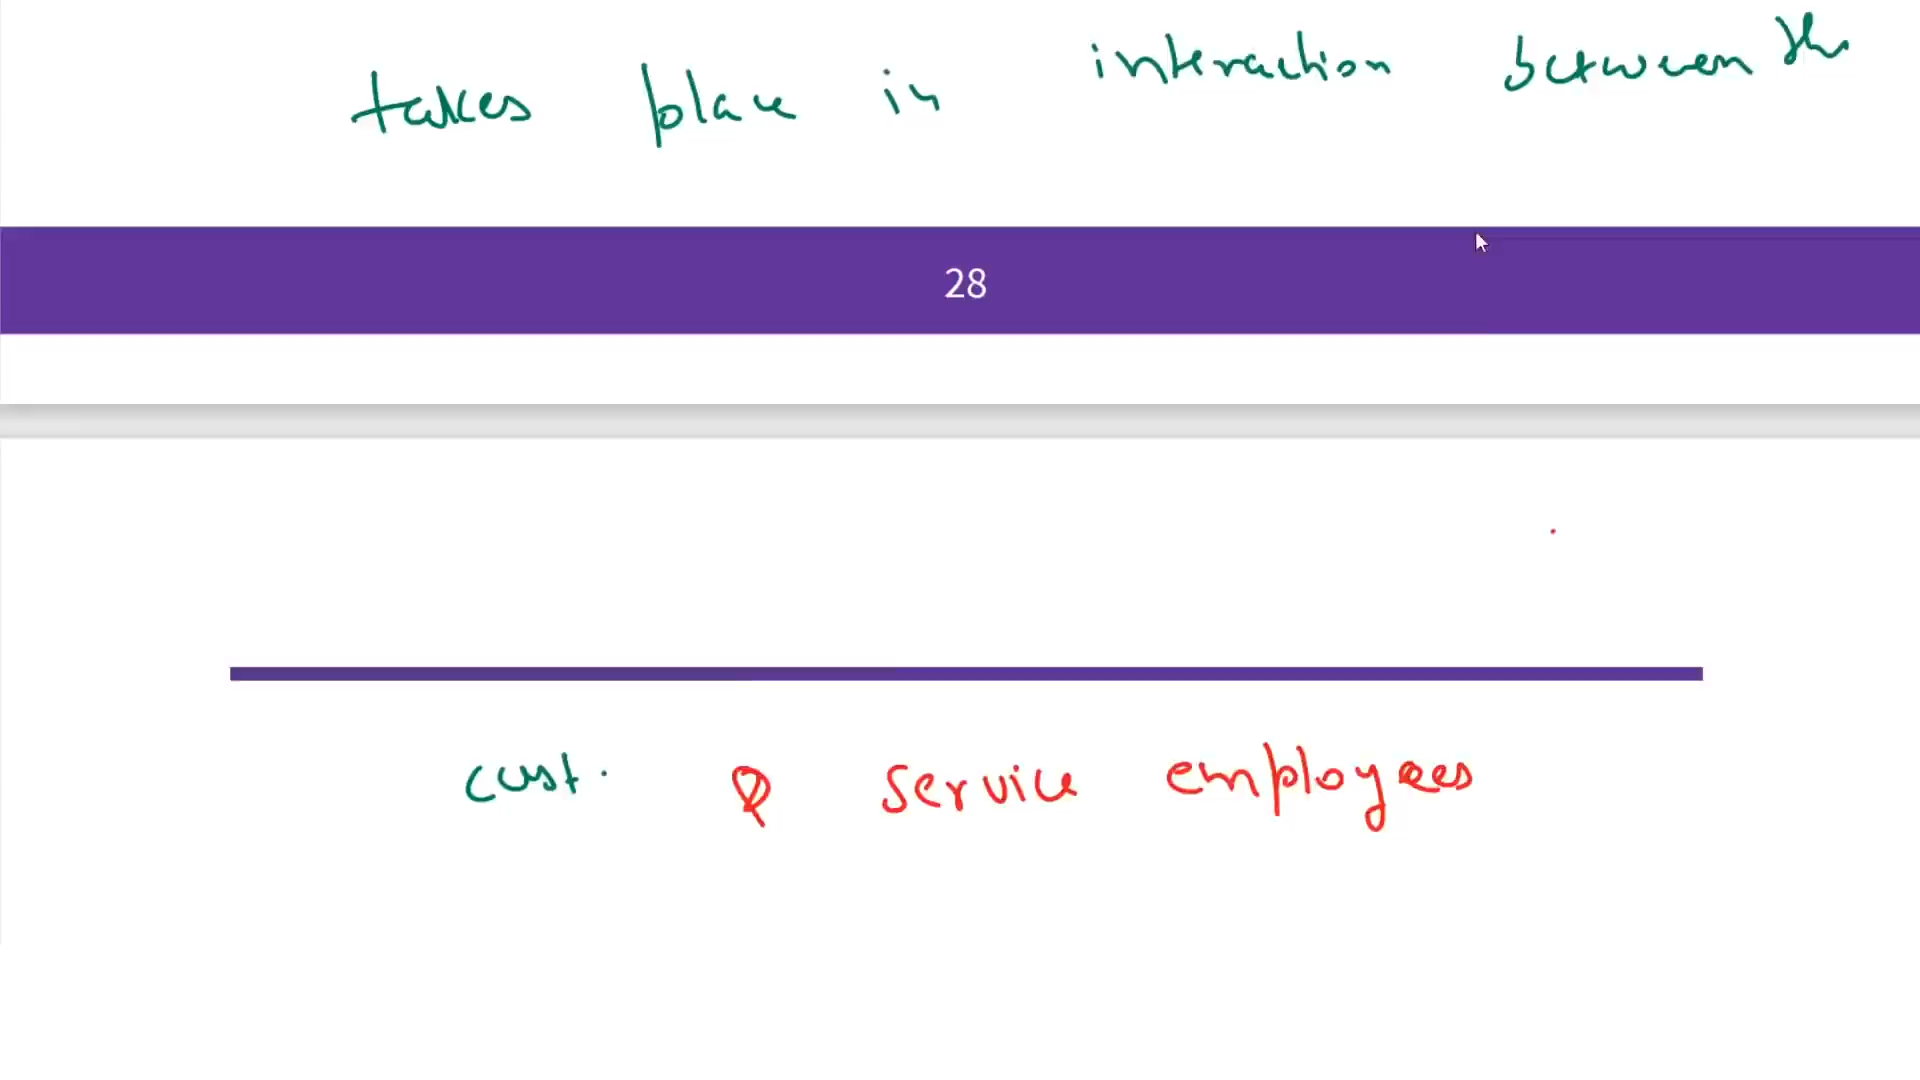 takes place in interaction between the
28
cust. & service employees